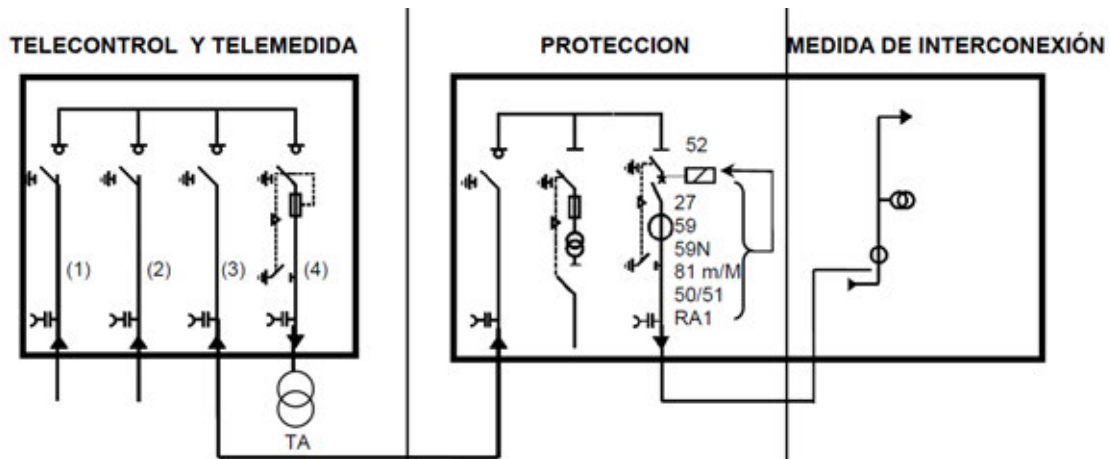 TELECONTROL Y TELEMEDIDA
PROTECCION
MEDIDA DE INTERCONEXIÓN
(1)
(2)
(3)
(4)
TA
52
27
59
59N
81 m/M
50/51
RA1